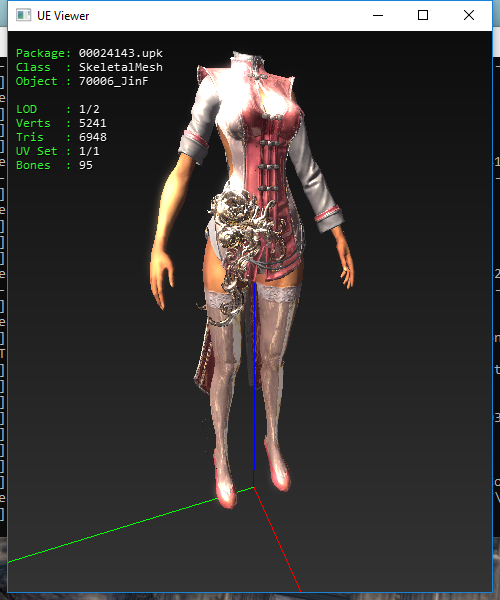 UE Viewer
Package: 00024143.upk
Class : SkeletalMesh
Object : 70006_JinF
LOD : 1/2
Verts : 5241
Tris : 6948
UV Set : 1/1
Bones : 95